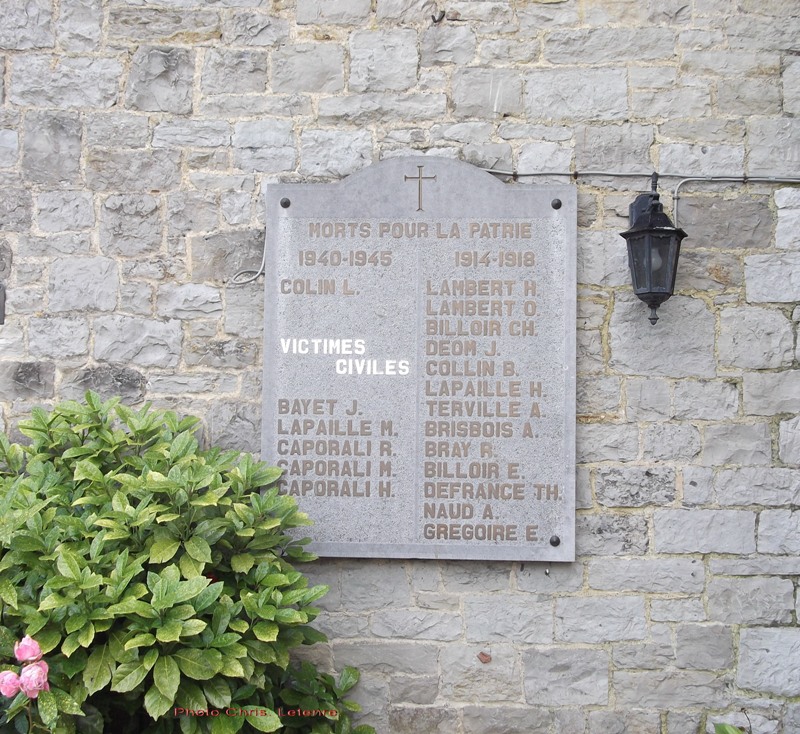 MORTS POUR LA PATRIE
1940-1945
COLIN L.
VICTIMES
CIVILES
BAYET J.
LAPAILLE M.
CAPORALI R.
CAPORALI M.
CAPORALI H.
1914-1918
LAMBERT H.
LAMBERT O.
BILLOIR CH.
DEOM J.
COLLIN B.
LAPAILLE H.
TERVILLE A.
BRISBOIS A.
BRAY R.
BILLOIR E.
DEFRANCE TH.
NAUD A.
GREGOIRE E.
Photo Chris. Letenre